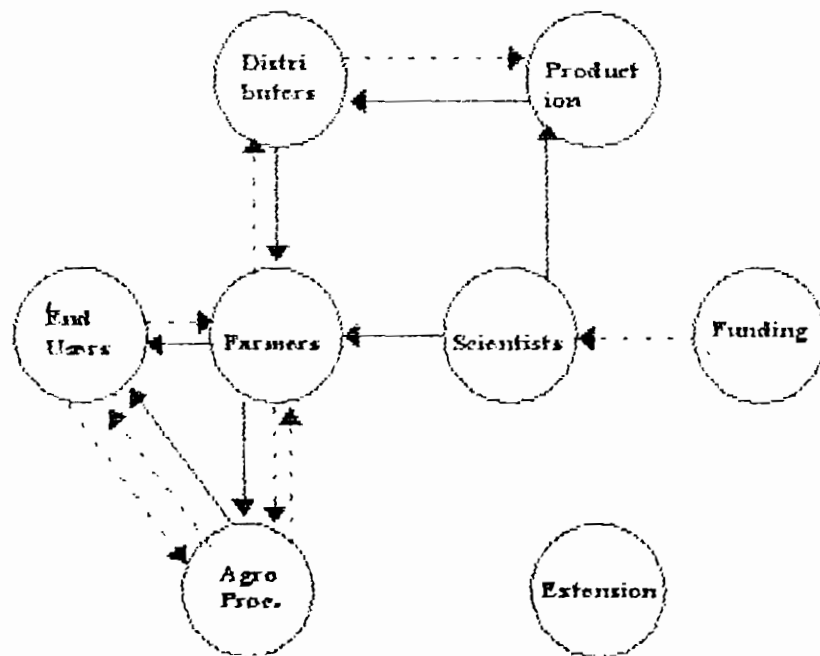 Distri
buters
Product
ion
End
Users
Farmers
Scientists
Funding
Agro
Proc.
Extension